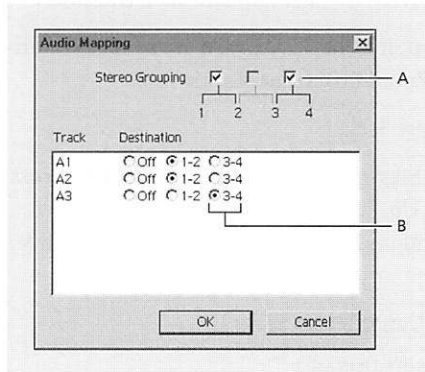 Audio Mapping
Stereo Grouping A
1 2 3 4
Track Destination
A1 Off 1-2 3-4
A2 Off 1-2 3-4
A3 Off 1-2 3-4
B
OK Cancel